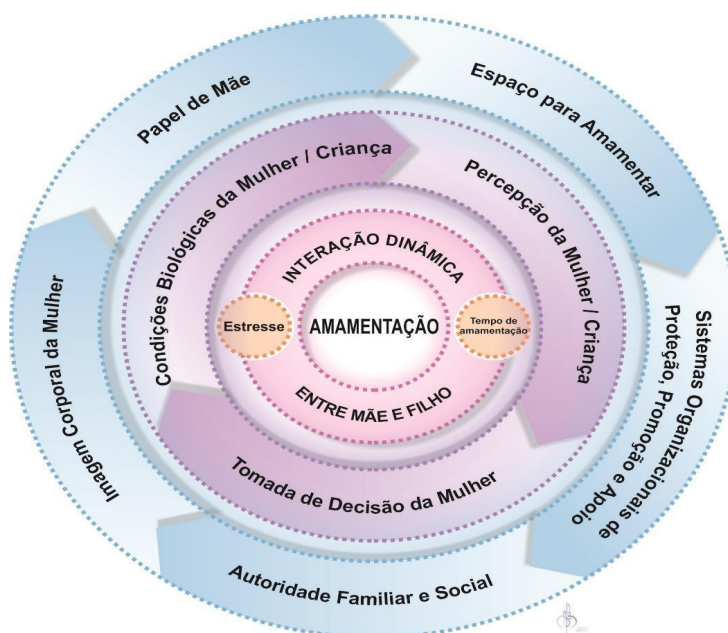 Papel de Mãe
Espaço para Amamentar
Condições Biológicas da Mulher / Criança
Percepção da Mulher / Criança
INTERAÇÃO DINÂMICA
Estresse
AMAMENTAÇÃO
Tempo de
amamentação
ENTRE MÃE E FILHO
Imagem Corporal da Mulher
Sistemas Organizacionais de
Proteção, Promoção e Apoio
Tomada de Decisão da Mulher
Autoridade Familiar e Social